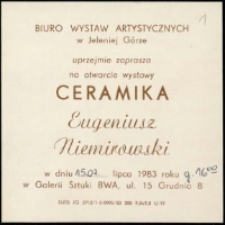 1
BIURO WYSTAW ARTYSTYCZNYCH
w Jeleniej Górze
uprzejmie zaprasza
na otwarcie wystawy
CERAMIKA
Eugeniusz
Niemirowski
w dniu 15.07. lipca 1983 roku g. 16 00
w Galerii Sztuki BWA, ul. 15 Grudnia 8